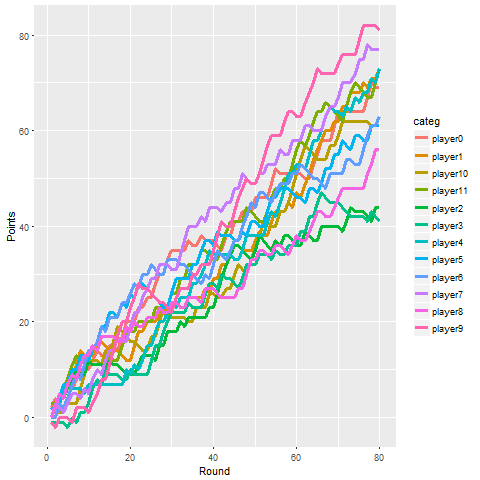 80
60
40
20
0
Points
0 20 40 60 80
Round
categ
player0
player1
player10
player11
player2
player3
player4
player5
player6
player7
player8
player9